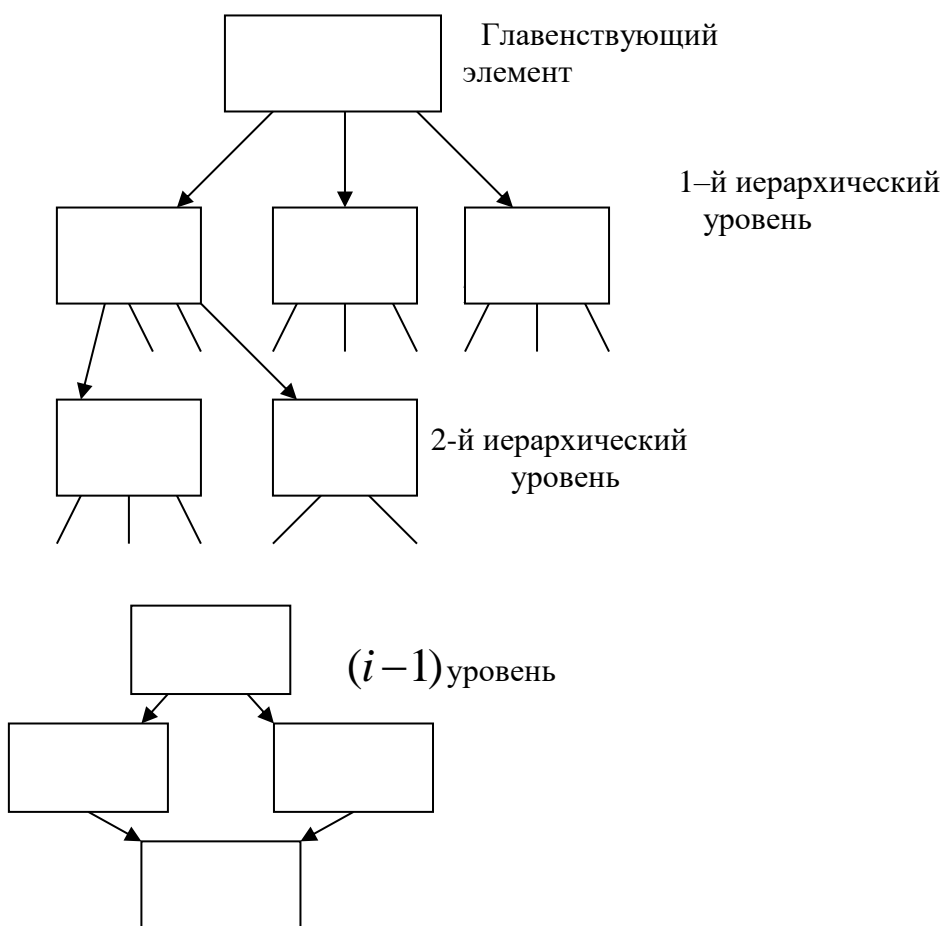 Главенствующий
элемент
1–й иерархический
уровень
2-й иерархический
уровень
(i–1) уровень